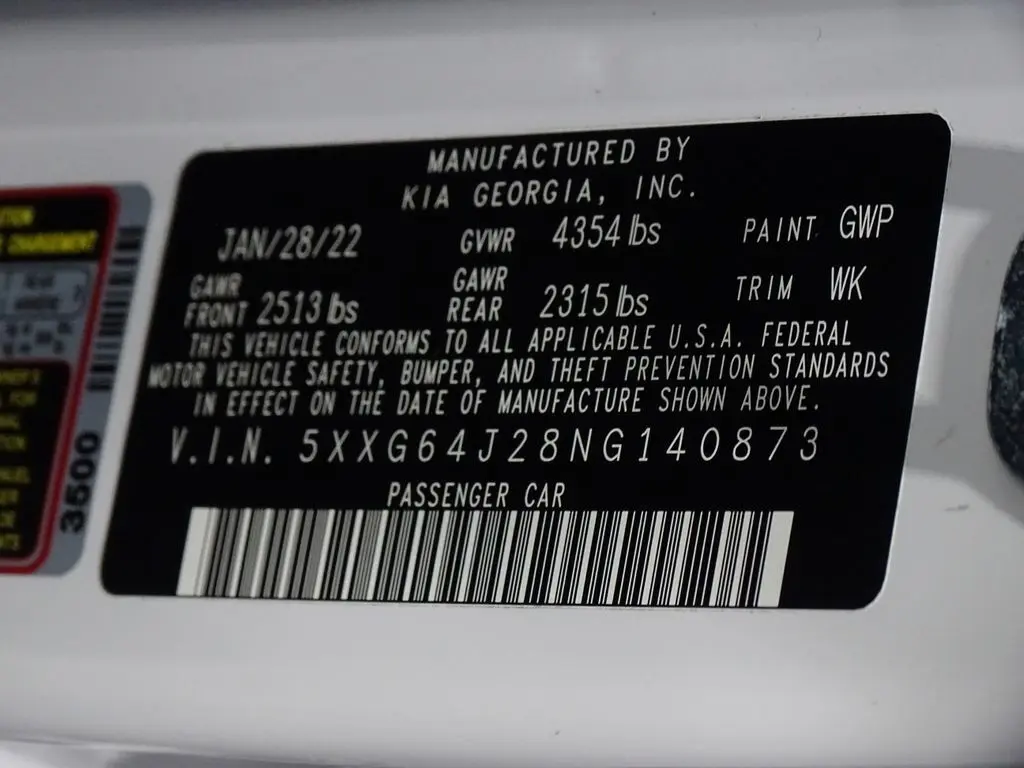 MANUFACTURED BY
KIA GEORGIA, INC.
JAN/28/22 GVWR 4354 lbs PAINT GWP
GAWR FRONT 2513 lbs GAWR REAR 2315 lbs TRIM WK
THIS VEHICLE CONFORMS TO ALL APPLICABLE U.S.A. FEDERAL
MOTOR VEHICLE SAFETY, BUMPER, AND THEFT PREVENTION STANDARDS
IN EFFECT ON THE DATE OF MANUFACTURE SHOWN ABOVE.
V.I.N. 5XXG64J28NG140873
PASSENGER CAR
3500